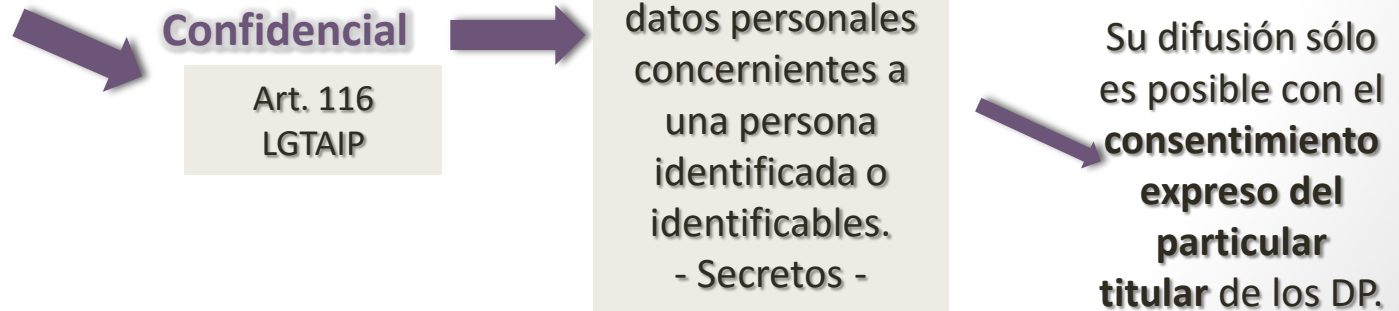 Confidencial
Art. 116
LGTAIP
datos personales
concernientes a
una persona
identificada o
identificables.
- Secretos -
Su difusión sólo
es posible con el
consentimiento
expreso del
particular
titular de los DP.